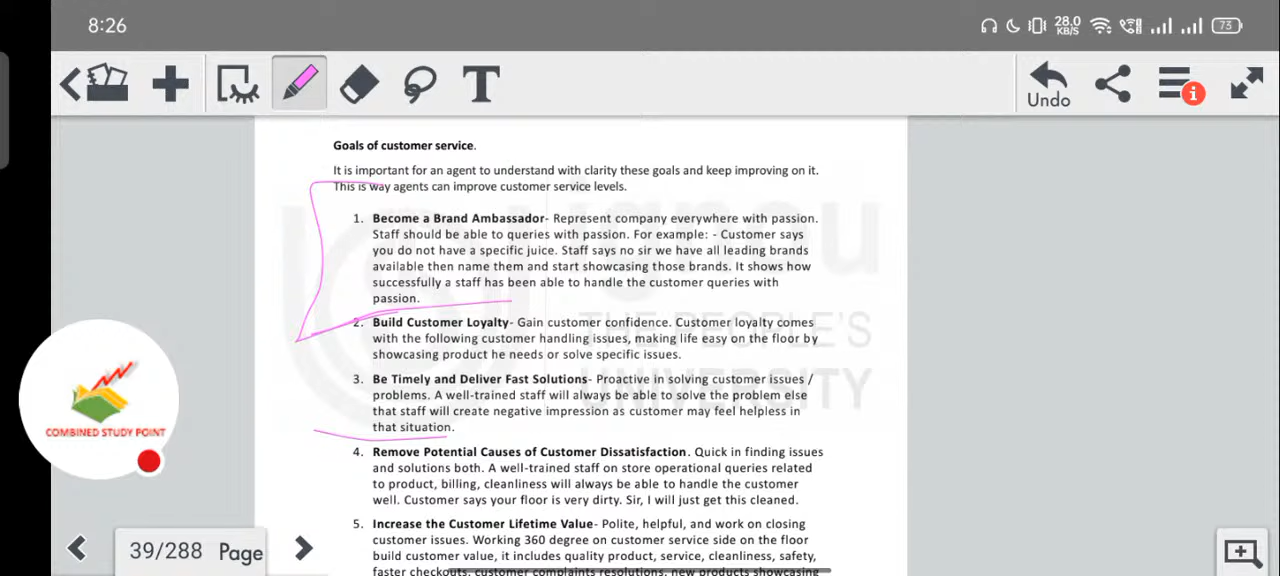 8:26
28.0
KB/S
73
T
Undo
i
Goals of customer service.
It is important for an agent to understand with clarity these goals and keep improving on it.
This is way agents can improve customer service levels.
1. Become a Brand Ambassador- Represent company everywhere with passion.
Staff should be able to queries with passion. For example: - Customer says
you do not have a specific juice. Staff says no sir we have all leading brands
available then name them and start showcasing those brands. It shows how
successfully a staff has been able to handle the customer queries with
passion.
2. Build Customer Loyalty- Gain customer confidence. Customer loyalty comes
with the following customer handling issues, making life easy on the floor by
showcasing product he needs or solve specific issues.
3. Be Timely and Deliver Fast Solutions- Proactive in solving customer issues /
problems. A well-trained staff will always be able to solve the problem else
that staff will create negative impression as customer may feel helpless in
that situation.
4. Remove Potential Causes of Customer Dissatisfaction. Quick in finding issues
and solutions both. A well-trained staff on store operational queries related
to product, billing, cleanliness will always be able to handle the customer
well. Customer says your floor is very dirty. Sir, I will just get this cleaned.
5. Increase the Customer Lifetime Value- Polite, helpful, and work on closing
customer issues. Working 360 degree on customer service side on the floor
build customer value, it includes quality product, service, cleanliness, safety,
faster checkouts, customer complaints resolutions, new products showcasing
ignou
THE PEOPLE'S
UNIVERSITY
COMBINED STUDY POINT
39/288 Page